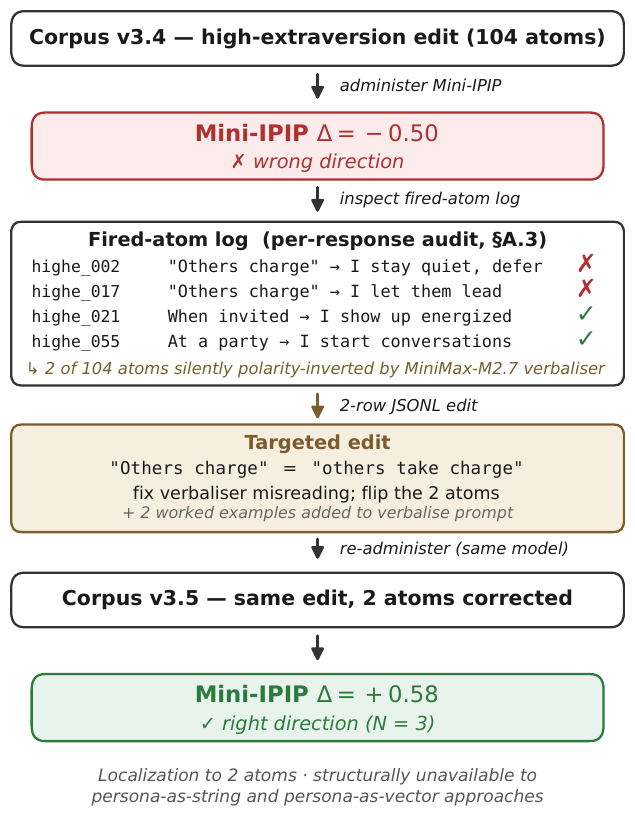 Corpus v3.4 — high-extraversion edit (104 atoms)
administer Mini-IPIP
Mini-IPIP Δ = − 0.50
✗ wrong direction
inspect fired-atom log
Fired-atom log (per-response audit, §A.3)
highe_002 "Others charge" → I stay quiet, defer ✗
highe_017 "Others charge" → I let them lead ✗
highe_021 When invited → I show up energized ✓
highe_055 At a party → I start conversations ✓
↳ 2 of 104 atoms silently polarity-inverted by MiniMax-M2.7 verbaliser
2-row JSONL edit
Targeted edit
"Others charge" = "others take charge"
fix verbaliser misreading; flip the 2 atoms
+ 2 worked examples added to verbalise prompt
re-administer (same model)
Corpus v3.5 — same edit, 2 atoms corrected
Mini-IPIP Δ = + 0.58
✓ right direction (N = 3)
Localization to 2 atoms · structurally unavailable to
persona-as-string and persona-as-vector approaches